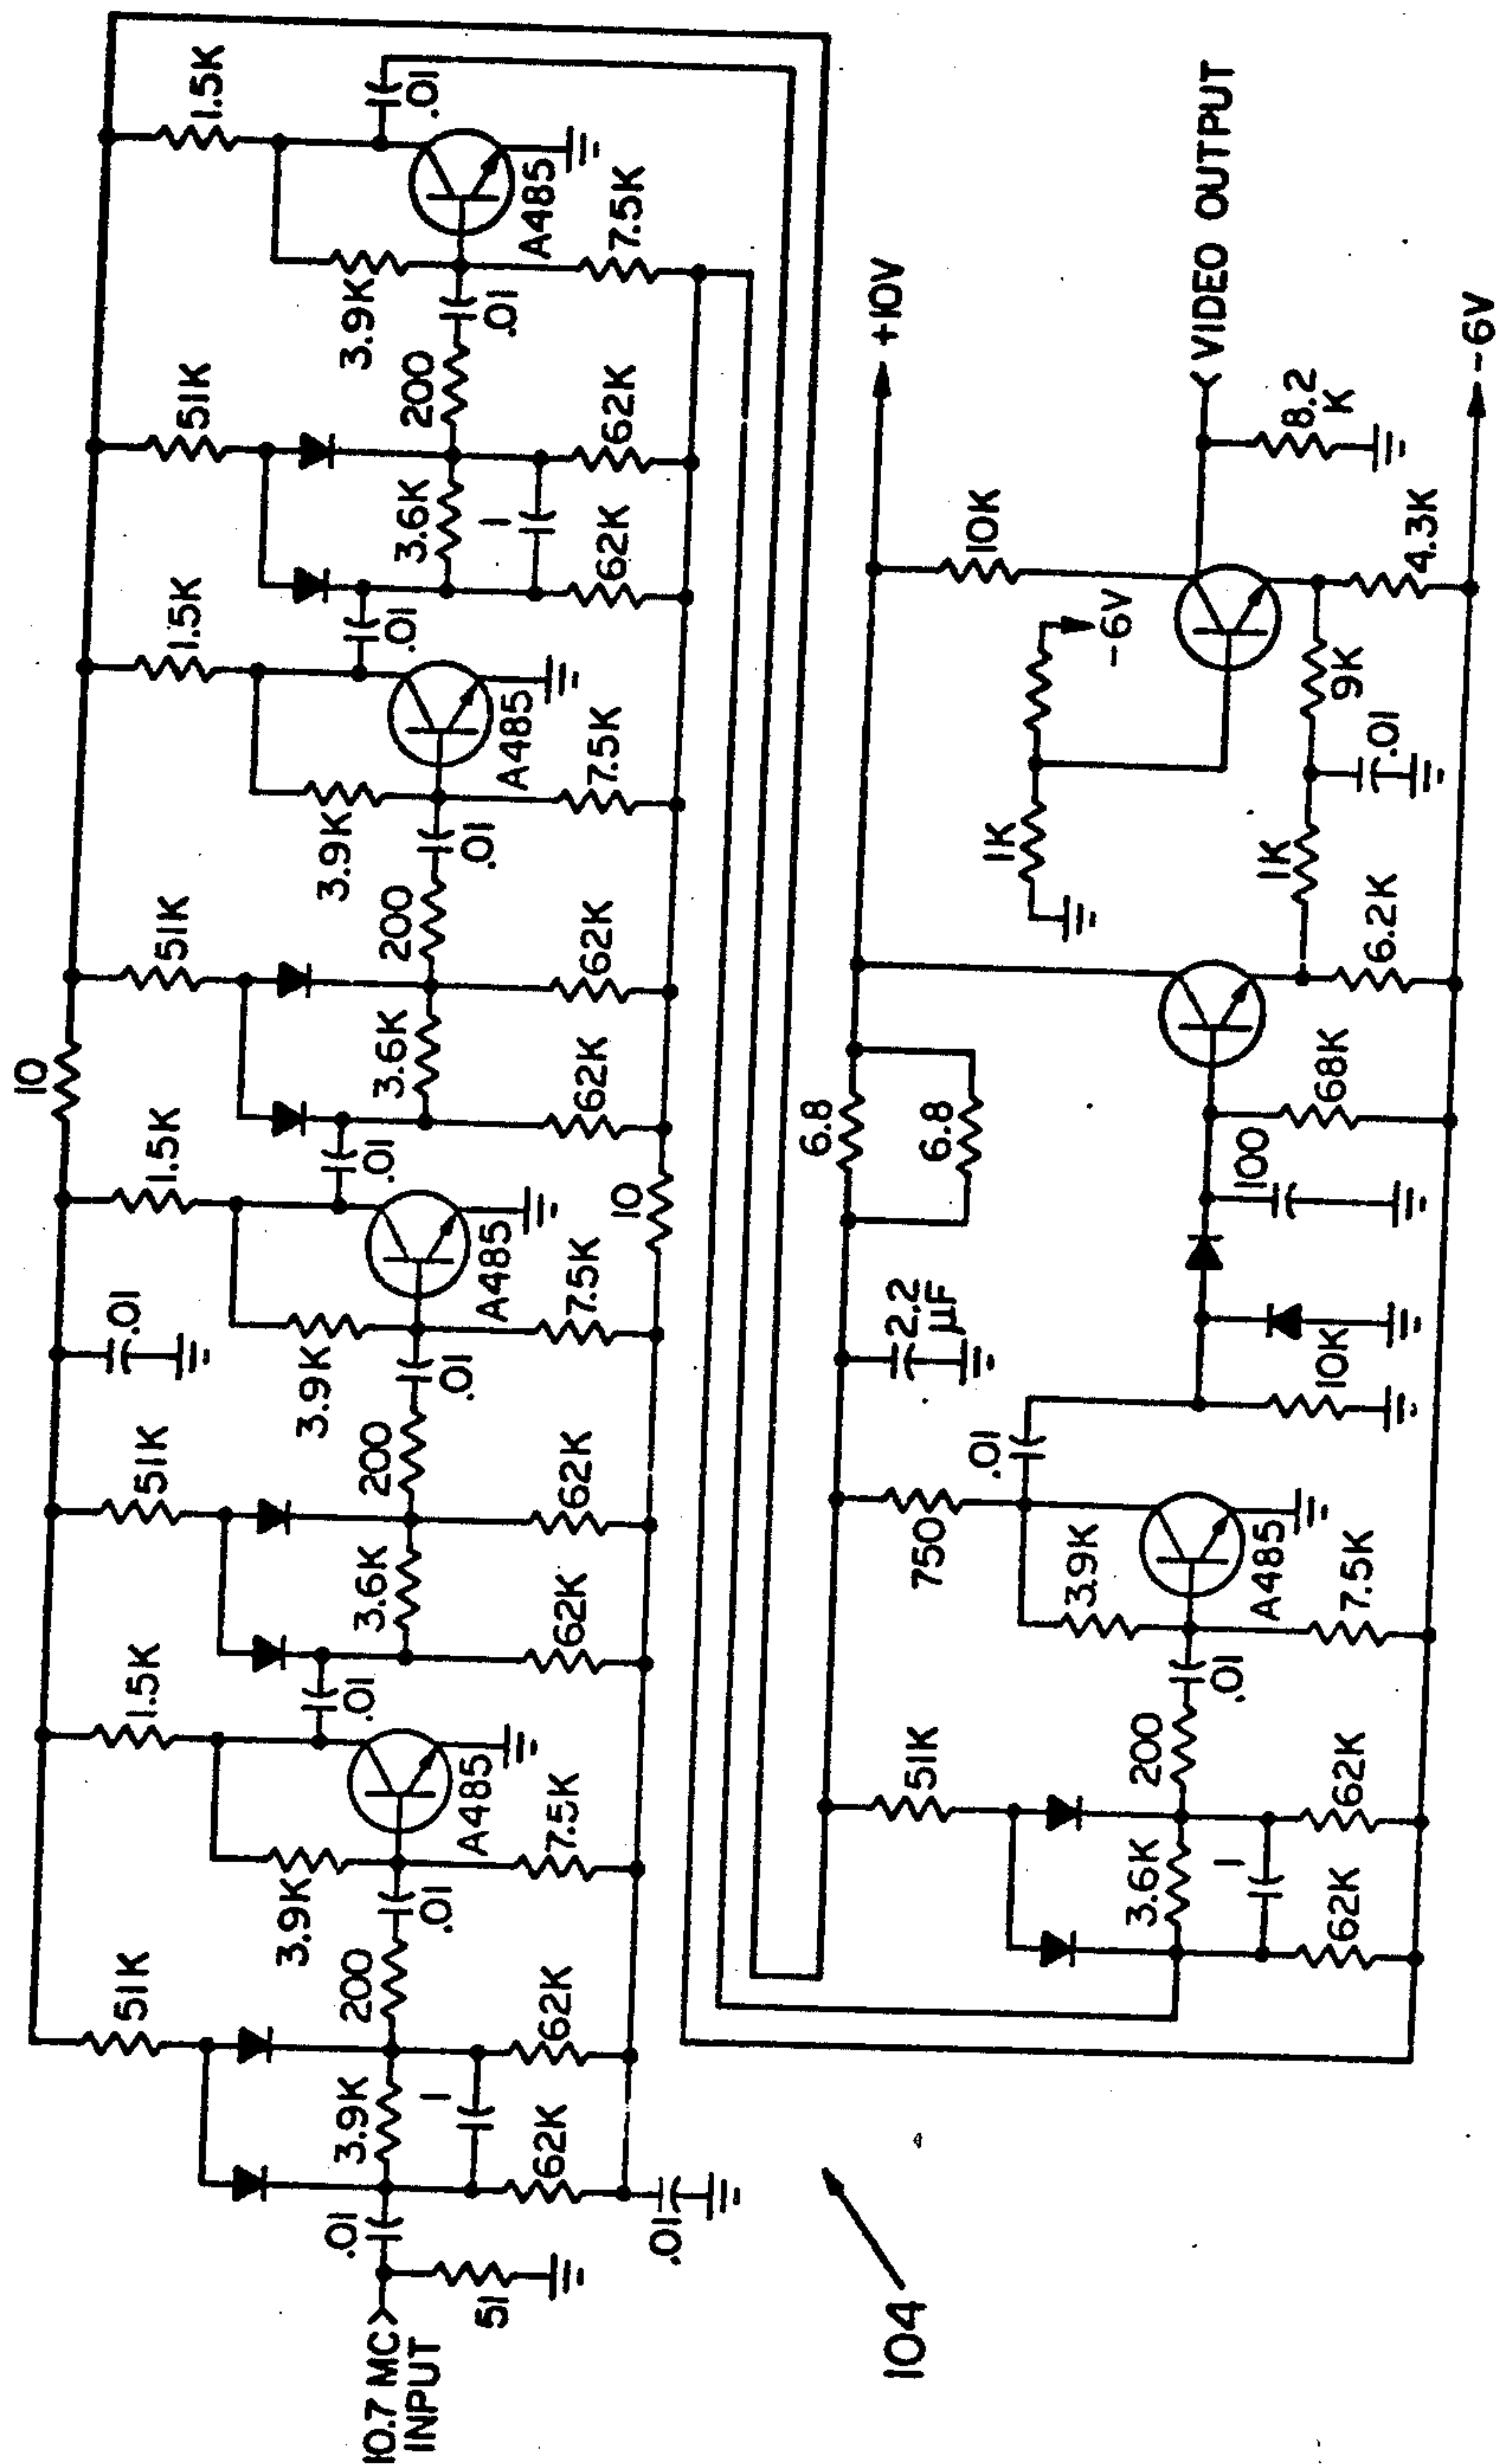 10.7 MC
INPUT
51
.01
3.9K
51K
1
62K
62K
.01
200
.01
3.9K
7.5K
A485
1.5K
.01
3.6K
51K
62K
62K
200
.01
.01
3.9K
7.5K
A485
1.5K
.01
10
10
3.6K
51K
62K
62K
200
.01
3.9K
7.5K
A485
1.5K
.01
3.6K
51K
1
62K
62K
200
.01
3.9K
7.5K
A485
1.5K
.01
104
51K
3.6K
1
62K
62K
200
.01
3.9K
7.5K
A485
750
.01
2.2
µF
10K
100
68K
6.8
6.8
6.2K
1K
1K
.01
9K
-6V
10K
4.3K
8.2
K
+10V
VIDEO OUTPUT
-6V